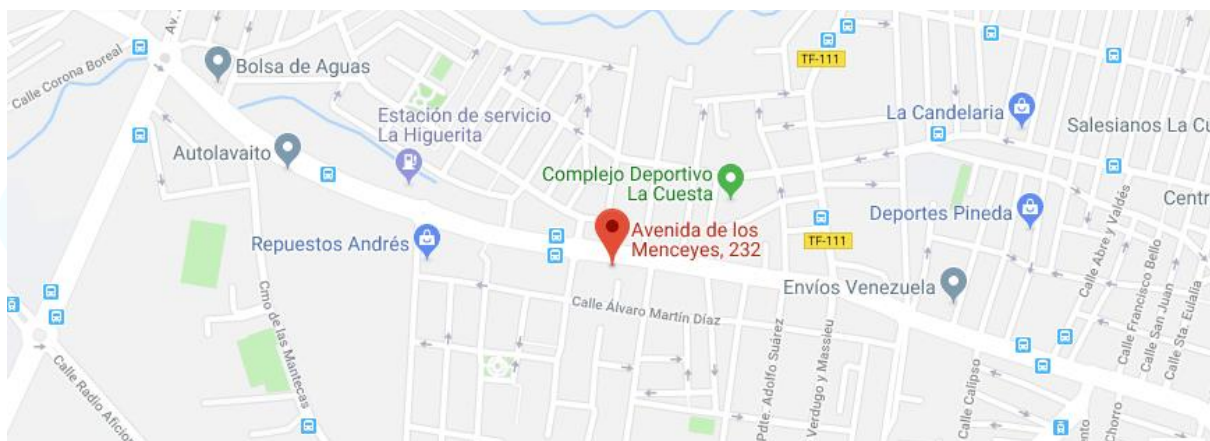 Av.
Calle Corona Boreal
Bolsa de Aguas
TF-111
Estación de servicio
La Higuerita
La Candelaria
Salesianos La Cu
Autolavaito
Complejo Deportivo
La Cuesta
Centr
Repuestos Andrés
Avenida de los
Menceyes, 232
Deportes Pineda
TF-111
Envíos Venezuela
Calle Abre y Valdés
Calle Francisco Bello
Calle San Juan
Calle Sta. Eulalia
Cmo de las Mantecas
Calle Álvaro Martín Díaz
Pdte. Adolfo Suárez
Verdugo y Massieu
Calle Calipso
Calle Radio Aficio
Chorro
ento